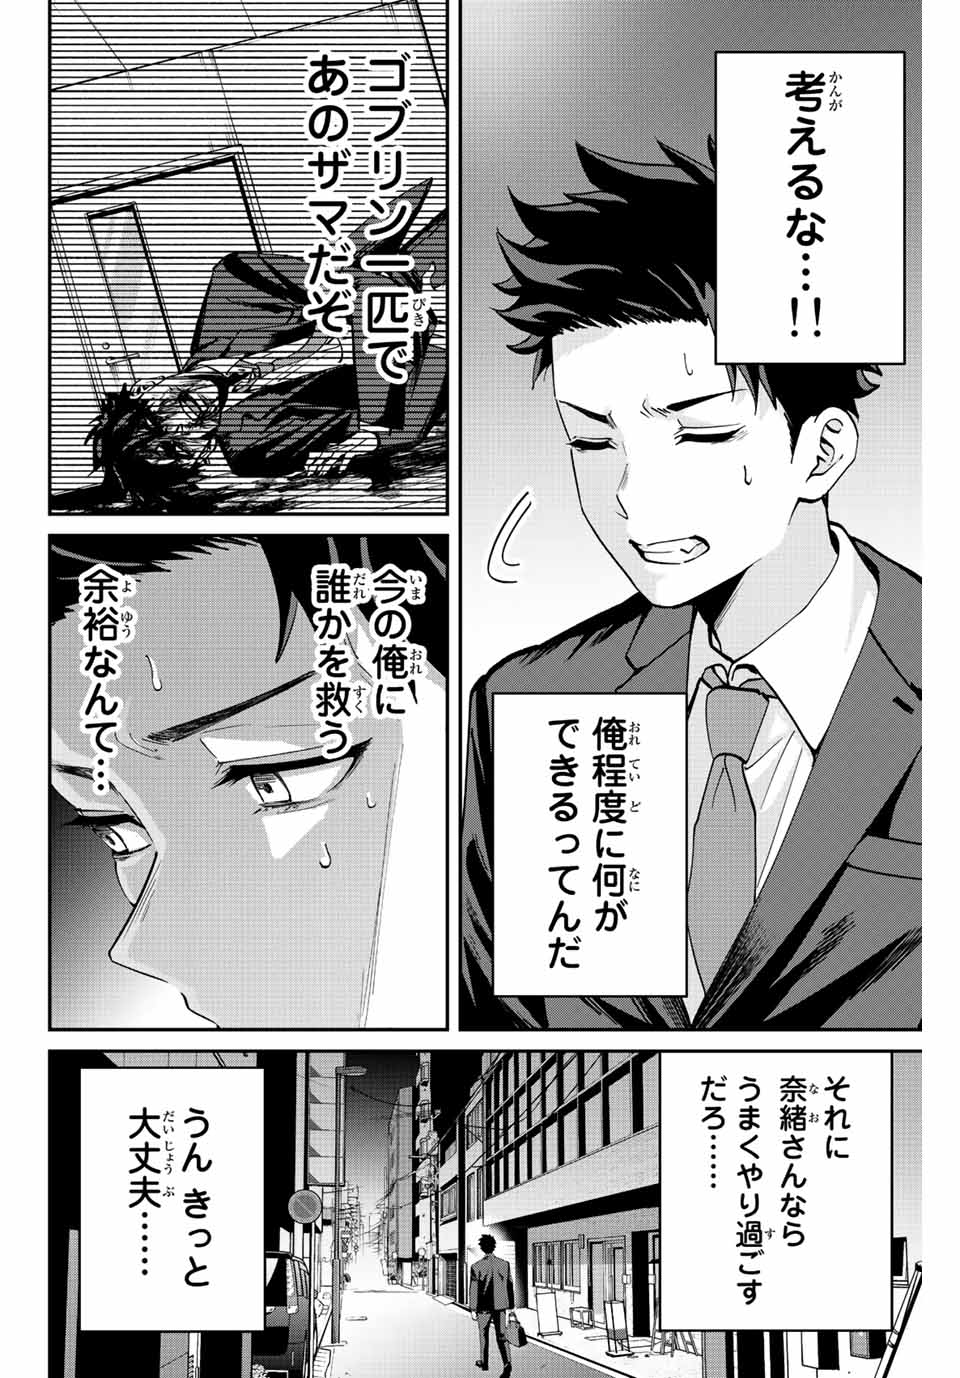 考えるな…!!
俺程度に何が
できるってんだ
ゴブリン一匹で
あのザマだぞ
今の俺に
誰かを救う
余裕なんて…
それに
奈緒さんなら
うまくやり過ごす
だろ……
うん きっと
大丈夫……